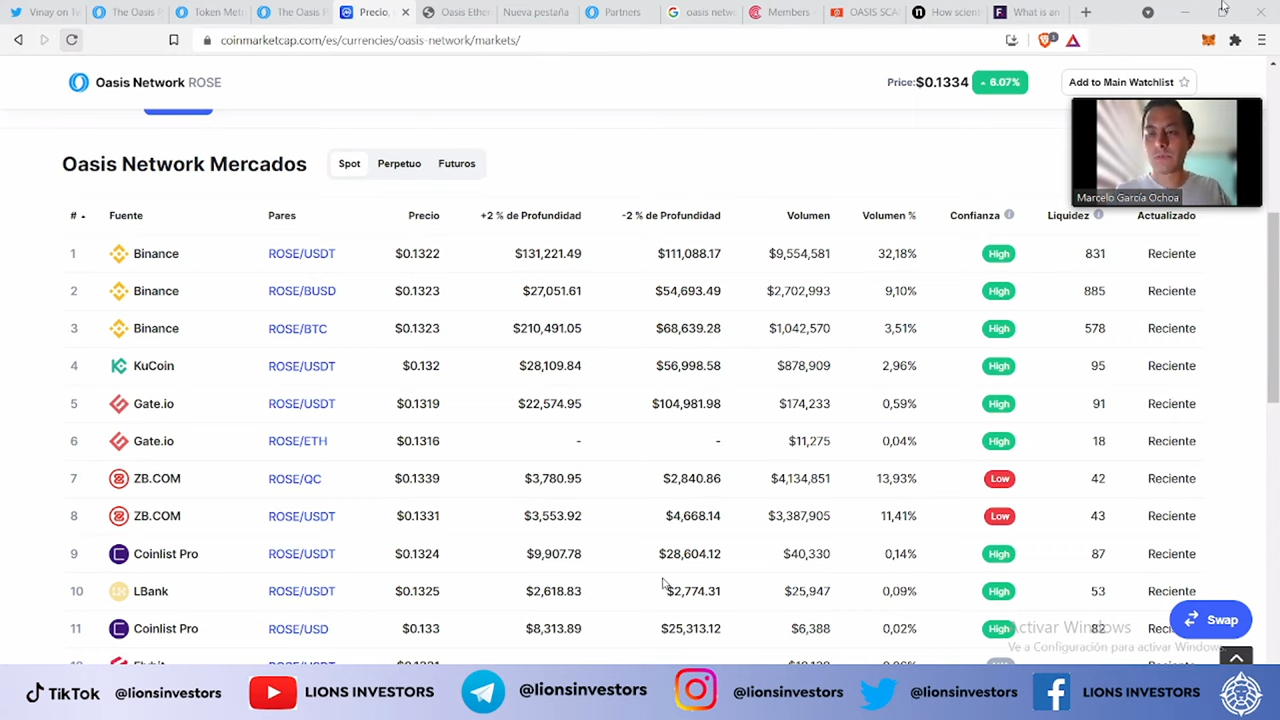 Vinay on Tw
The Oasis P
Token Metr
The Oasis P
Precio,
Oasis Ether
Nueva pestaña
Partners
oasis netwo
Members
OASIS SCAN
How scient
What is an
coinmarketcap.com/es/currencies/oasis-network/markets/
Oasis Network ROSE
Price:$0.1334 6.07% Add to Main Watchlist
Marcelo García Ochoa
Oasis Network Mercados Spot Perpetuo Futuros
# Fuente Pares Precio +2 % de Profundidad -2 % de Profundidad Volumen Volumen % Confianza Liquidez Actualizado
1 Binance ROSE/USDT $0.1322 $131,221.49 $111,088.17 $9,554,581 32,18% High 831 Reciente
2 Binance ROSE/BUSD $0.1323 $27,051.61 $54,693.49 $2,702,993 9,10% High 885 Reciente
3 Binance ROSE/BTC $0.1323 $210,491.05 $68,639.28 $1,042,570 3,51% High 578 Reciente
4 KuCoin ROSE/USDT $0.132 $28,109.84 $56,998.58 $878,909 2,96% High 95 Reciente
5 Gate.io ROSE/USDT $0.1319 $22,574.95 $104,981.98 $174,233 0,59% High 91 Reciente
6 Gate.io ROSE/ETH $0.1316 - - $11,275 0,04% High 18 Reciente
7 ZB.COM ROSE/QC $0.1339 $3,780.95 $2,840.86 $4,134,851 13,93% Low 42 Reciente
8 ZB.COM ROSE/USDT $0.1331 $3,553.92 $4,668.14 $3,387,905 11,41% Low 43 Reciente
9 Coinlist Pro ROSE/USDT $0.1324 $9,907.78 $28,604.12 $40,330 0,14% High 87 Reciente
10 LBank ROSE/USDT $0.1325 $2,618.83 $2,774.31 $25,947 0,09% High 53 Reciente
11 Coinlist Pro ROSE/USD $0.133 $8,313.89 $25,313.12 $6,388 0,02% High 82
Swap
Activar Windows
Ve a Configuración para activar Windows.
TikTok @lionsinvestors LIONS INVESTORS @lionsinvestors @lionsinvestors @lionsinvestors LIONS INVESTORS